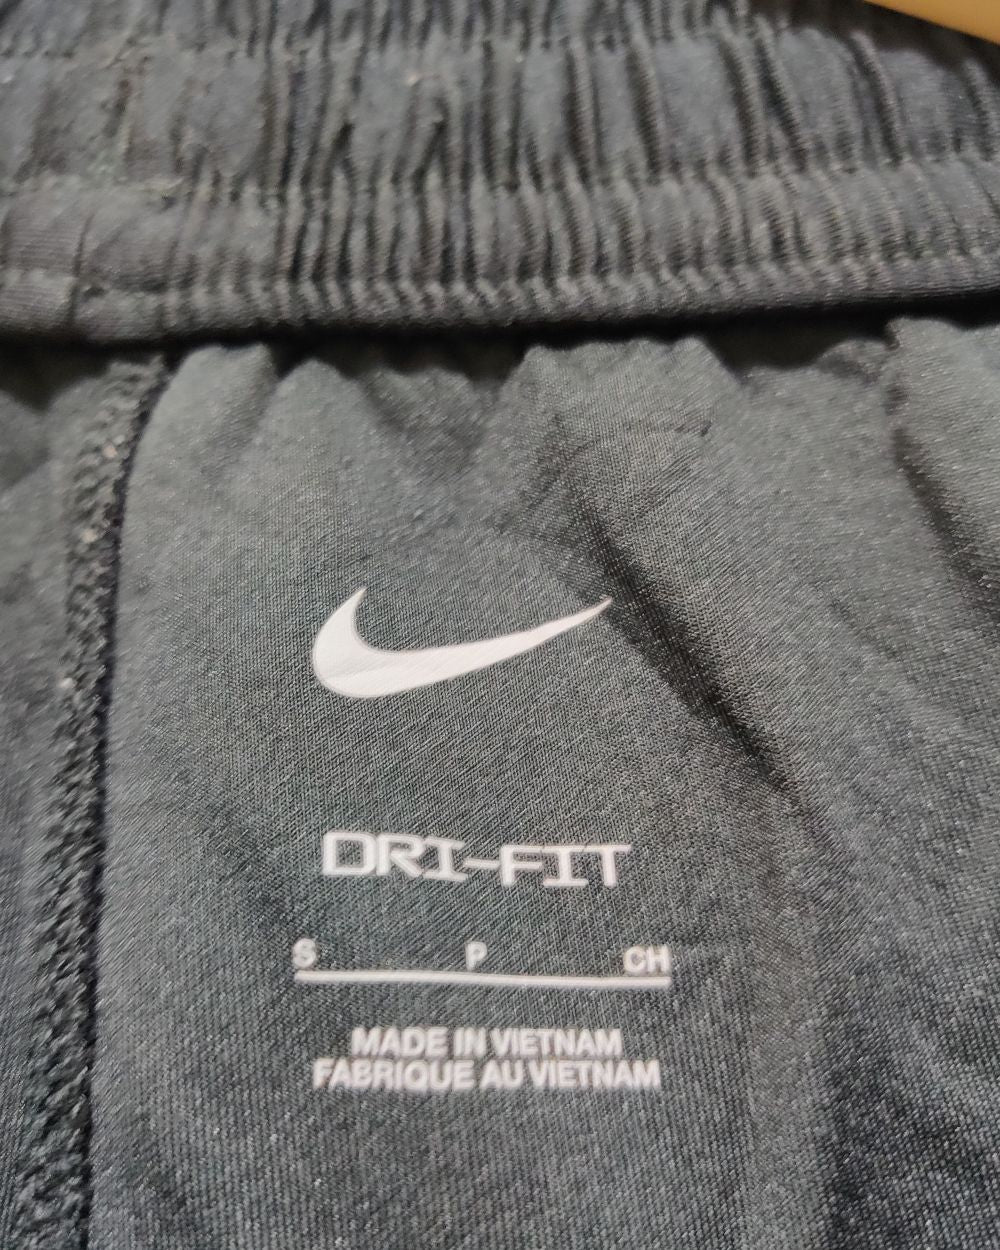 DRI-FIT
S P CH
MADE IN VIETNAM
FABRIQUE AU VIETNAM